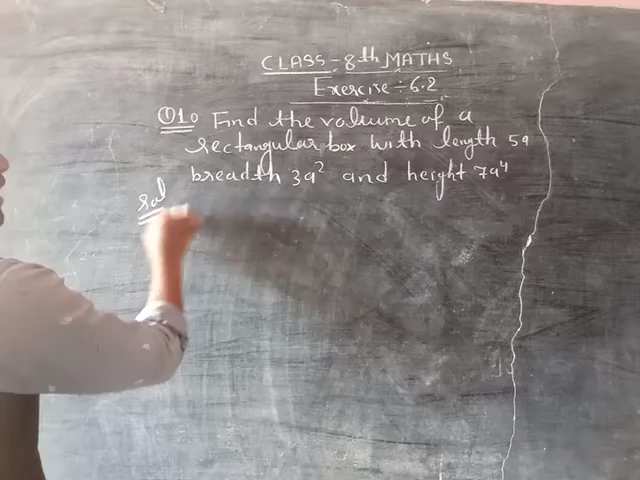 CLASS - 8th MATHS
Exercise ÷ 6.2
Q1. Find the volume of a
rectangular box with length 5a
breadth 3a² and height 7a⁴
Sol